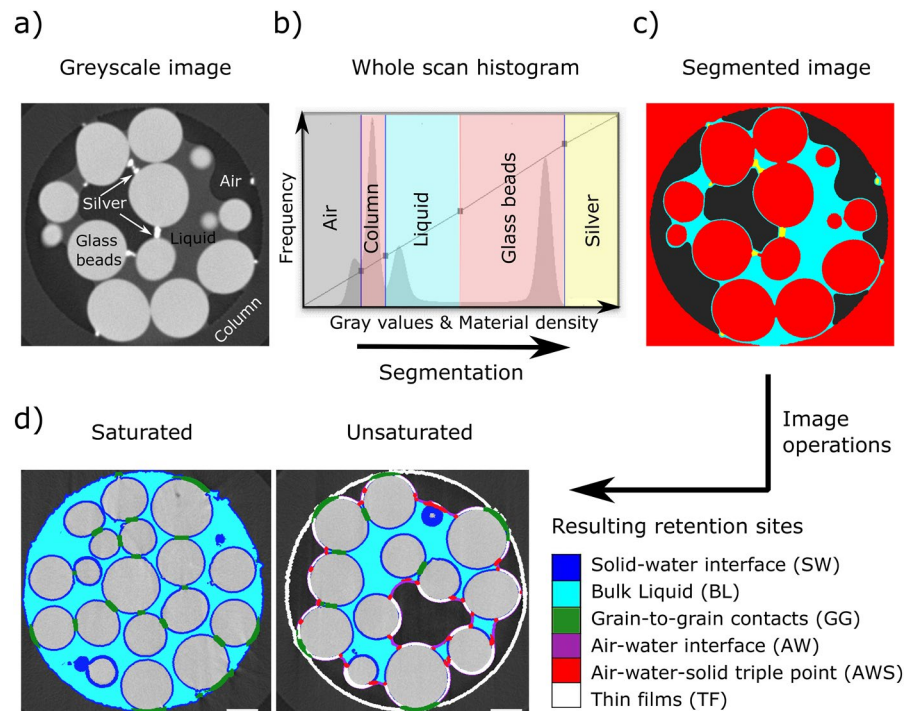 a)
Greyscale image
Air
Silver
Glass
beads
Liquid
Column
b)
Whole scan histogram
Frequency
Air
Column
Liquid
Glass beads
Silver
Gray values & Material density
Segmentation
c)
Segmented image
Image
operations
d)
Saturated
Unsaturated
Resulting retention sites
Solid-water interface (SW)
Bulk Liquid (BL)
Grain-to-grain contacts (GG)
Air-water interface (AW)
Air-water-solid triple point (AWS)
Thin films (TF)